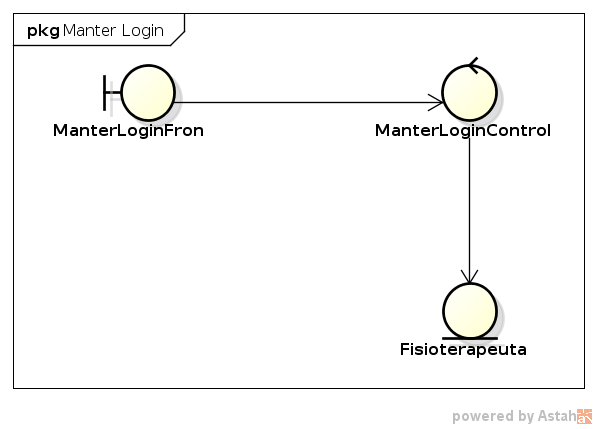 pkg Manter Login
ManterLoginFron
ManterLoginControl
Fisioterapeuta
powered by Astah